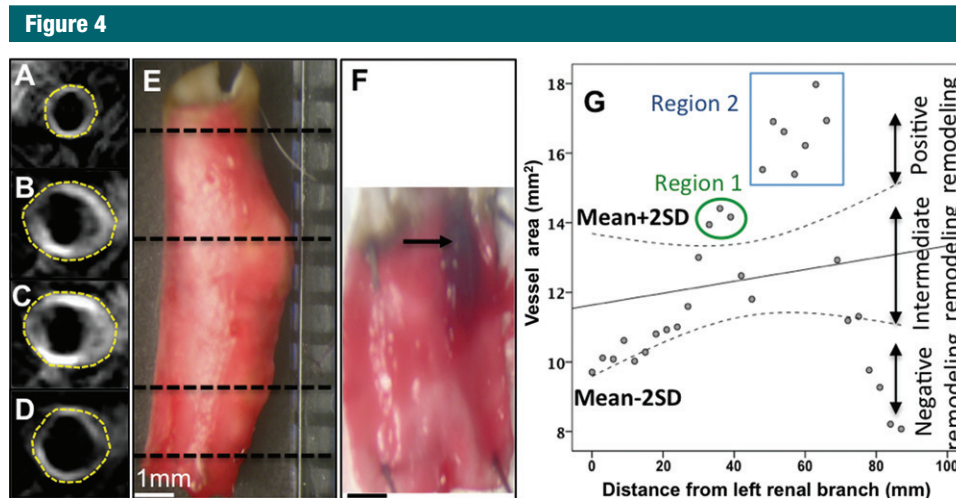 Figure 4
A
B
C
D
E
1mm
F
G
Region 2
Region 1
Mean+2SD
Mean-2SD
Positive
remodeling
Intermediate
remodeling
Negative
remodeling
Vessel area (mm²)
18
16
14
12
10
8
0 20 40 60 80 100
Distance from left renal branch (mm)